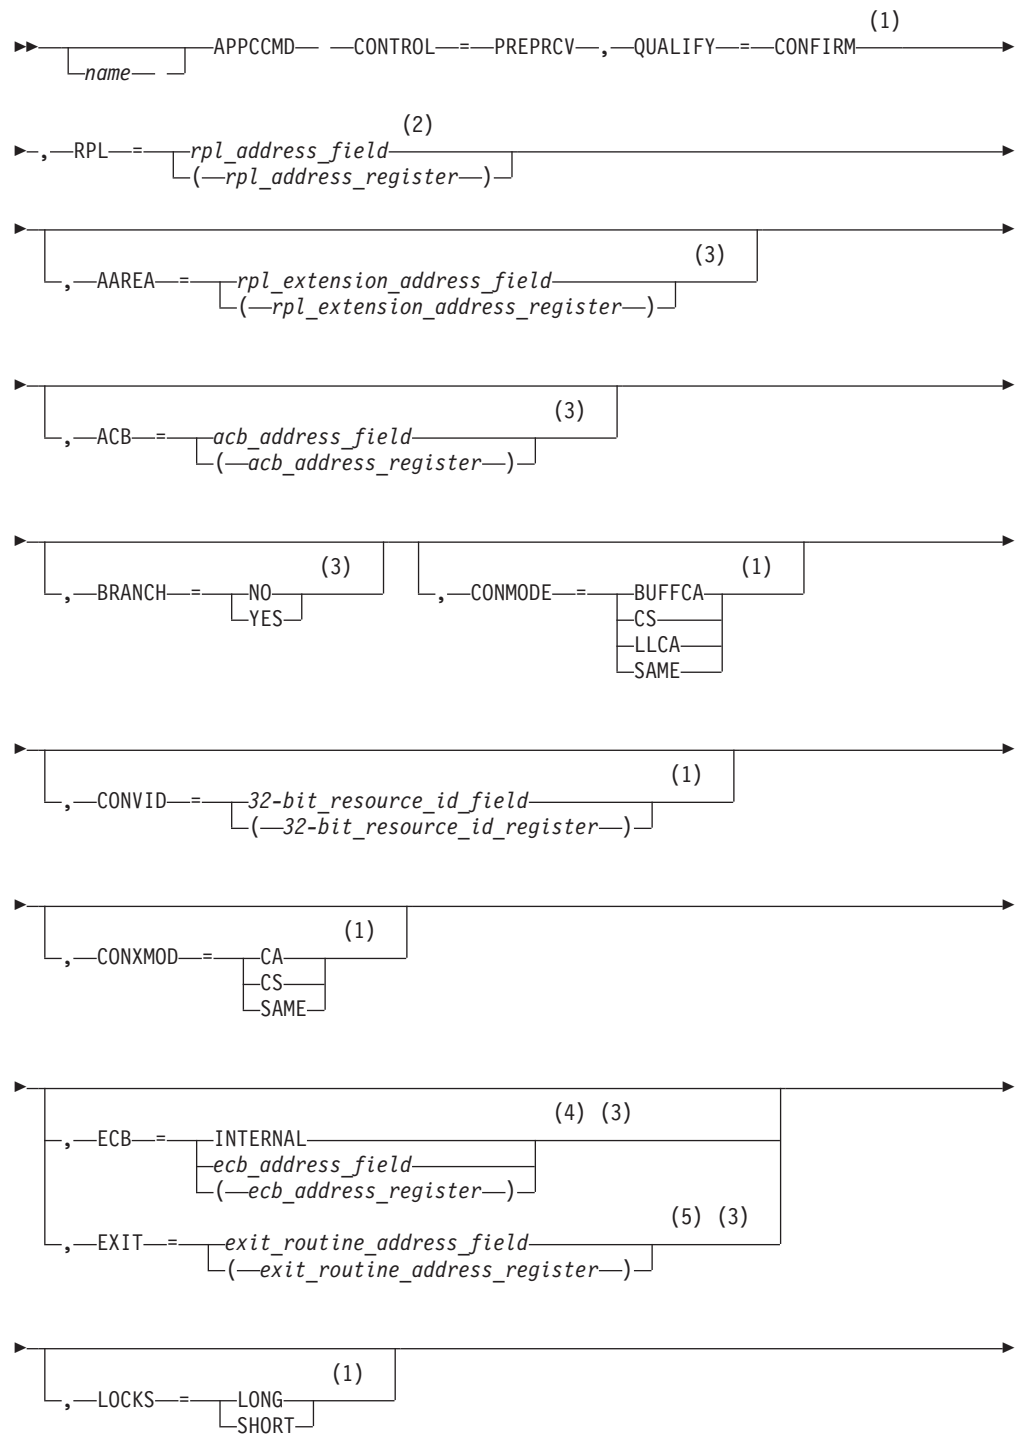 (1)
APPCCMD CONTROL = PREPRCV , QUALIFY = CONFIRM
name
(2)
, RPL = rpl_address_field
( rpl_address_register )
(3)
, AAREA = rpl_extension_address_field
( rpl_extension_address_register )
(3)
, ACB = acb_address_field
( acb_address_register )
(3) (1)
, BRANCH = NO , CONMODE = BUFFCA
YES CS
LLCA
SAME
(1)
, CONVID = 32-bit_resource_id_field
( 32-bit_resource_id_register )
(1)
, CONXMOD = CA
CS
SAME
(4) (3)
, ECB = INTERNAL
ecb_address_field
( ecb_address_register )
(5) (3)
, EXIT = exit_routine_address_field
( exit_routine_address_register )
(1)
, LOCKS = LONG
SHORT